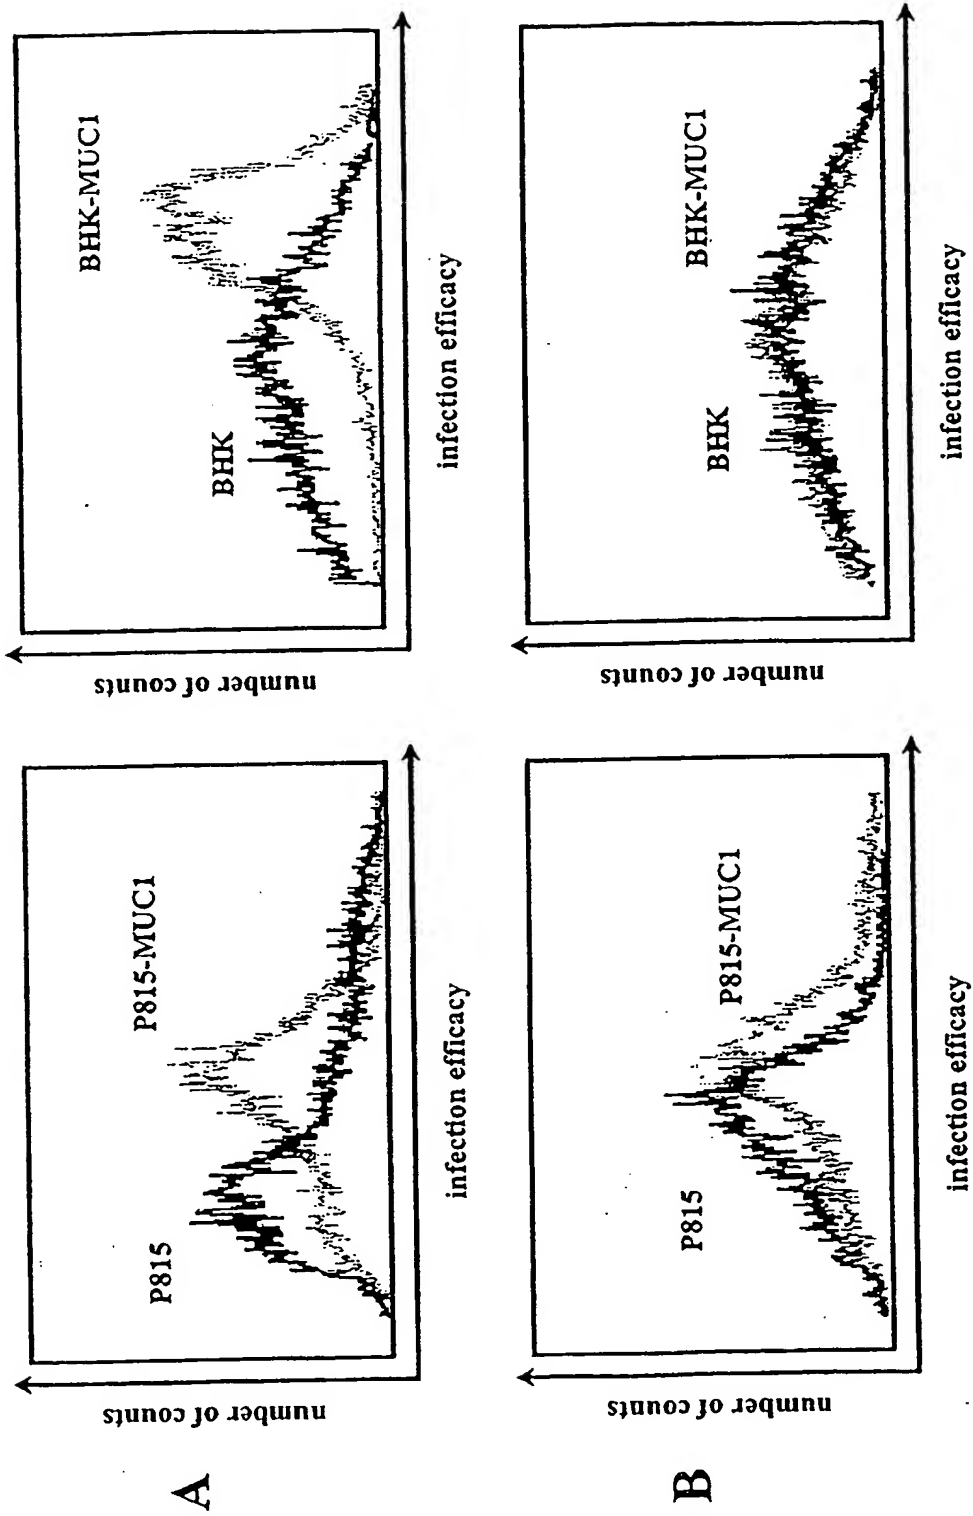 A
number of counts
P815
P815-MUC1
infection efficacy
number of counts
BHK
BHK-MUC1
infection efficacy
B
number of counts
P815
P815-MUC1
infection efficacy
number of counts
BHK
BHK-MUC1
infection efficacy